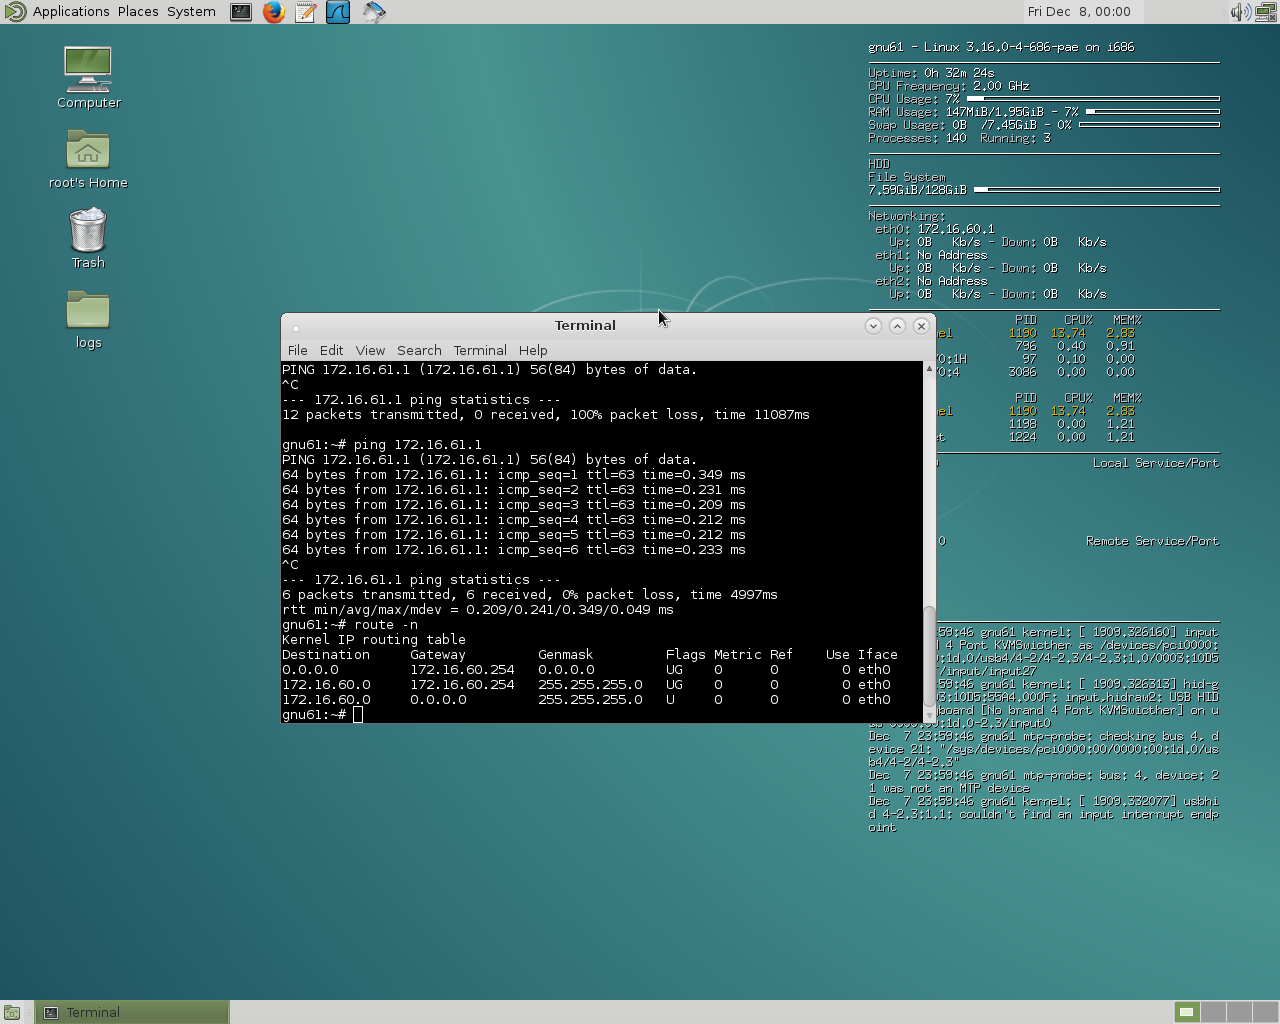 Applications Places System
Fri Dec 8, 00:00
Computer
root's Home
Trash
logs
gnu61 - Linux 3.16.0-4-686-pae on i686
Uptime: 0h 32m 24s
CPU Frequency: 2.00 GHz
CPU Usage: 7%
RAM Usage: 147MiB/1.95GiB - 7%
Swap Usage: 0B /7.45GiB - 0%
Processes: 140 Running: 3
HDD
File System
7.59GiB/128GiB
Networking:
eth0: 172.16.60.1
Up: 0B Kb/s - Down: 0B Kb/s
eth1: No Address
Up: 0B Kb/s - Down: 0B Kb/s
eth2: No Address
Up: 0B Kb/s - Down: 0B Kb/s
PID CPU% MEM%
el 1190 13.74 2.83
796 0.40 0.91
/0:1H 97 0.10 0.00
/0:4 3086 0.00 0.00
PID CPU% MEM%
el 1190 13.74 2.83
1198 0.00 1.21
et 1224 0.00 1.21
Local Service/Port
0 Remote Service/Port
59:46 gnu61 kernel: [ 1909.326160] input
4 Port KVMSwicther as /devices/pci0000:
:1d.0/usb4/4-2/4-2.3/4-2.3:1.0/0003:10D5
/input/input27
:59:46 gnu61 kernel: [ 1909.326313] hid-g
3:10D5:55A4.000F: input,hidraw2: USB HID
board [No brand 4 Port KVMSwicther] on u
sb-0000:00:1d.0-2.3/input0
Dec 7 23:59:46 gnu61 mtp-probe: checking bus 4, d
evice 21: "/sys/devices/pci0000:00/0000:00:1d.0/us
b4/4-2/4-2.3"
Dec 7 23:59:46 gnu61 mtp-probe: bus: 4, device: 2
1 was not an MTP device
Dec 7 23:59:46 gnu61 kernel: [ 1909.332077] usbhi
d 4-2.3:1.1: couldn't find an input interrupt endp
oint
Terminal
File Edit View Search Terminal Help
PING 172.16.61.1 (172.16.61.1) 56(84) bytes of data.
^C
--- 172.16.61.1 ping statistics ---
12 packets transmitted, 0 received, 100% packet loss, time 11087ms
gnu61:~# ping 172.16.61.1
PING 172.16.61.1 (172.16.61.1) 56(84) bytes of data.
64 bytes from 172.16.61.1: icmp_seq=1 ttl=63 time=0.349 ms
64 bytes from 172.16.61.1: icmp_seq=2 ttl=63 time=0.231 ms
64 bytes from 172.16.61.1: icmp_seq=3 ttl=63 time=0.209 ms
64 bytes from 172.16.61.1: icmp_seq=4 ttl=63 time=0.212 ms
64 bytes from 172.16.61.1: icmp_seq=5 ttl=63 time=0.212 ms
64 bytes from 172.16.61.1: icmp_seq=6 ttl=63 time=0.233 ms
^C
--- 172.16.61.1 ping statistics ---
6 packets transmitted, 6 received, 0% packet loss, time 4997ms
rtt min/avg/max/mdev = 0.209/0.241/0.349/0.049 ms
gnu61:~# route -n
Kernel IP routing table
Destination Gateway Genmask Flags Metric Ref Use Iface
0.0.0.0 172.16.60.254 0.0.0.0 UG 0 0 0 eth0
172.16.60.0 172.16.60.254 255.255.255.0 UG 0 0 0 eth0
172.16.60.0 0.0.0.0 255.255.255.0 U 0 0 0 eth0
gnu61:~#
Terminal